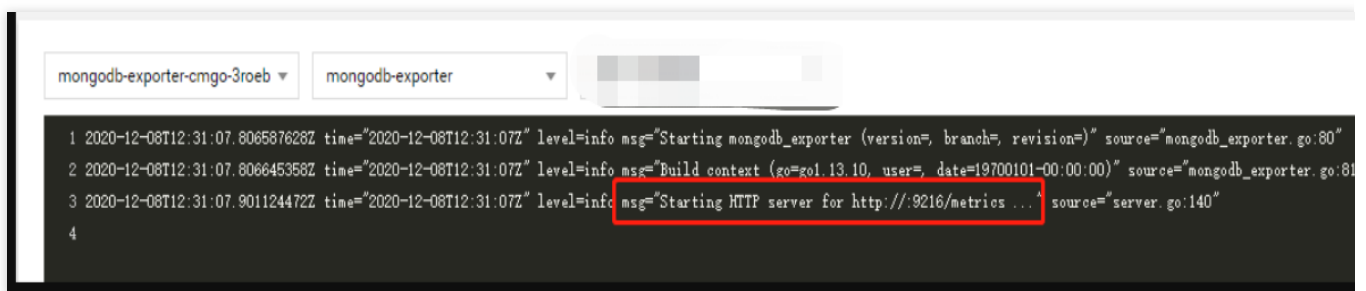 mongodb-exporter-cmgo-3roeb mongodb-exporter
1 2020-12-08T12:31:07.806587628Z time="2020-12-08T12:31:07Z" level=info msg="Starting mongodb_exporter (version=, branch=, revision=)" source="mongodb_exporter.go:80"
2 2020-12-08T12:31:07.806645358Z time="2020-12-08T12:31:07Z" level=info msg="Build context (go=go1.13.10, user=, date=19700101-00:00:00)" source="mongodb_exporter.go:81
3 2020-12-08T12:31:07.901124472Z time="2020-12-08T12:31:07Z" level=info msg="Starting HTTP server for http://:9216/metrics ..." source="server.go:140"
4